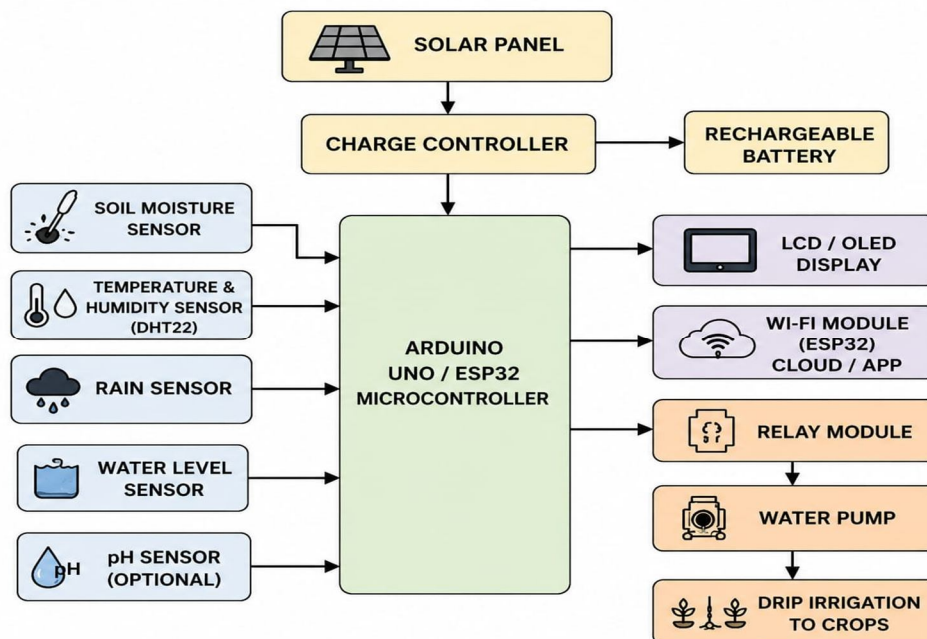 SOLAR PANEL
CHARGE CONTROLLER
RECHARGEABLE
BATTERY
SOIL MOISTURE
SENSOR
TEMPERATURE &
HUMIDITY SENSOR
(DHT22)
RAIN SENSOR
WATER LEVEL
SENSOR
pH
pH SENSOR
(OPTIONAL)
ARDUINO
UNO / ESP32
MICROCONTROLLER
LCD / OLED
DISPLAY
WI-FI MODULE
(ESP32)
CLOUD / APP
RELAY MODULE
WATER PUMP
DRIP IRRIGATION
TO CROPS